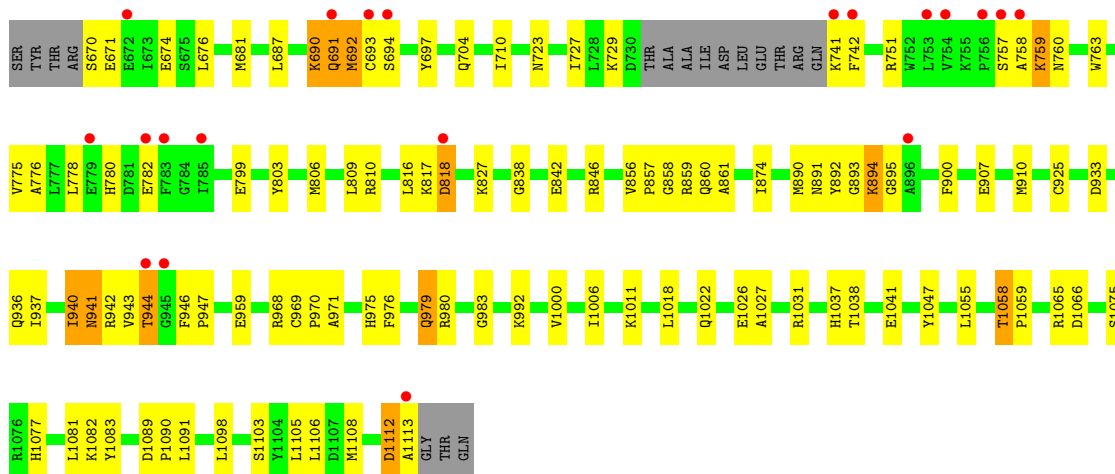 SER TYR THR ARG S670 E671 E672 I673 E674 S675 L676 M681 L687 K690 Q691 M692 C693 S694 Y697 Q704 I710 N723 I727 L728 K729 D730 THR ALA ALA ILE ASP LEU GLU THR ARG GLN K741 F742 R751 W752 L753 V754 K755 P756 S757 A758 K759 N760 W763
V775 A776 L777 L778 E779 H780 D781 E782 F783 G784 I785 E799 Y803 M806 L809 R810 L816 K817 D818 K827 G838 E842 R846 V856 P857 G858 R859 Q860 A861 I874 M890 N891 Y892 G893 K894 G895 A896 F900 E907 M910 C925 D933
Q936 I937 I940 N941 R942 V943 T944 G945 F946 P947 E959 R968 C969 P970 A971 H975 F976 Q979 R980 G983 K992 V1000 I1006 K1011 L1018 Q1022 E1026 A1027 R1031 H1037 T1038 E1041 Y1047 L1055 T1058 P1059 R1065 D1066 S1075
R1076 H1077 L1081 K1082 Y1083 D1089 P1090 L1091 L1098 S1103 Y1104 L1105 L1106 D1107 M1108 D1112 A1113 GLY THR GLN